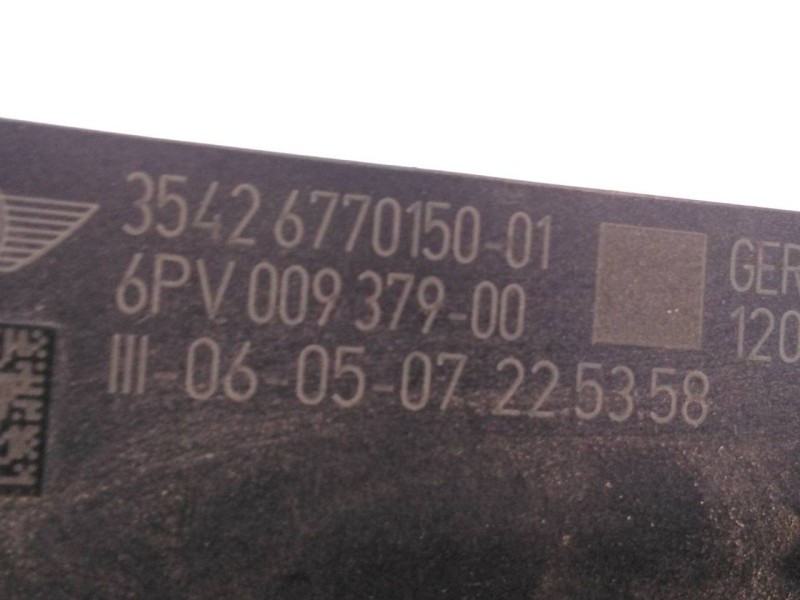 3542 6770150-01
6PV 009 379-00
III-06-05-07 22.53.58
GER
120